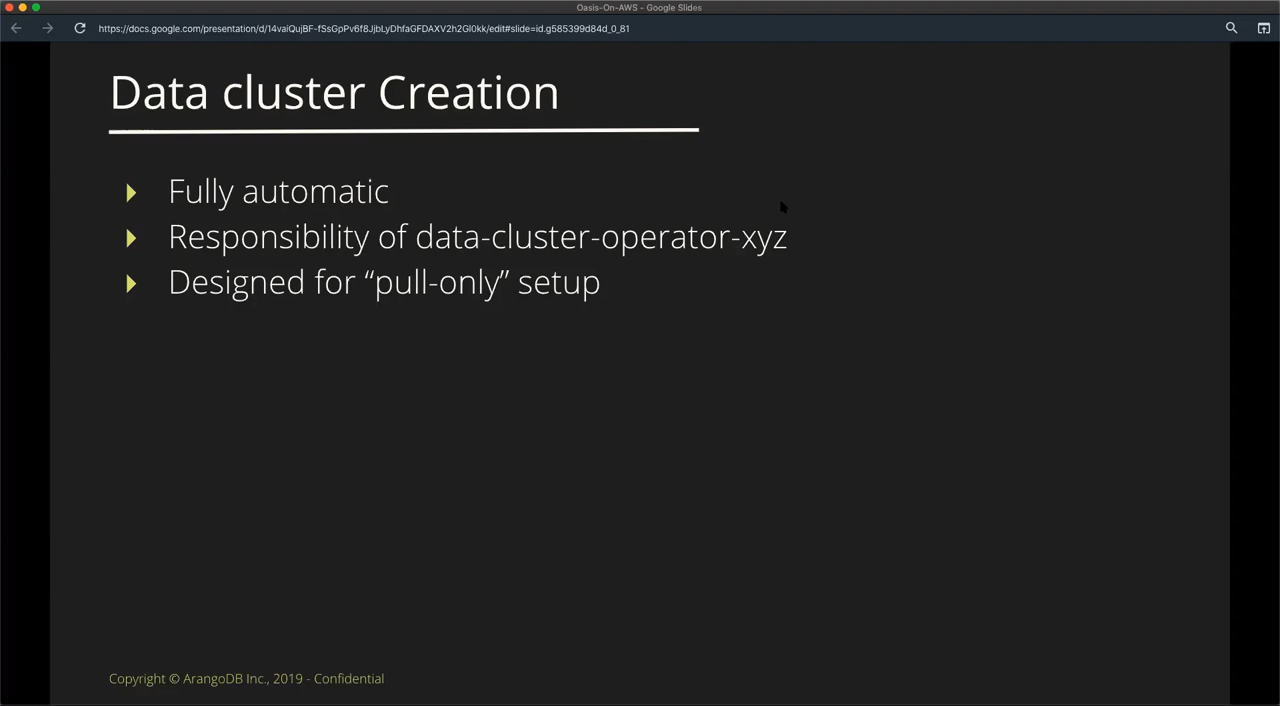 Oasis-On-AWS - Google Slides
https://docs.google.com/presentation/d/14vaiQujBF-fSsGpPv6f8JjbLyDhfaGFDAXV2h2Gl0kk/edit#slide=id.g585399d84d_0_81
Data cluster Creation
Fully automatic
Responsibility of data-cluster-operator-xyz
Designed for “pull-only” setup
Copyright © ArangoDB Inc., 2019 - Confidential